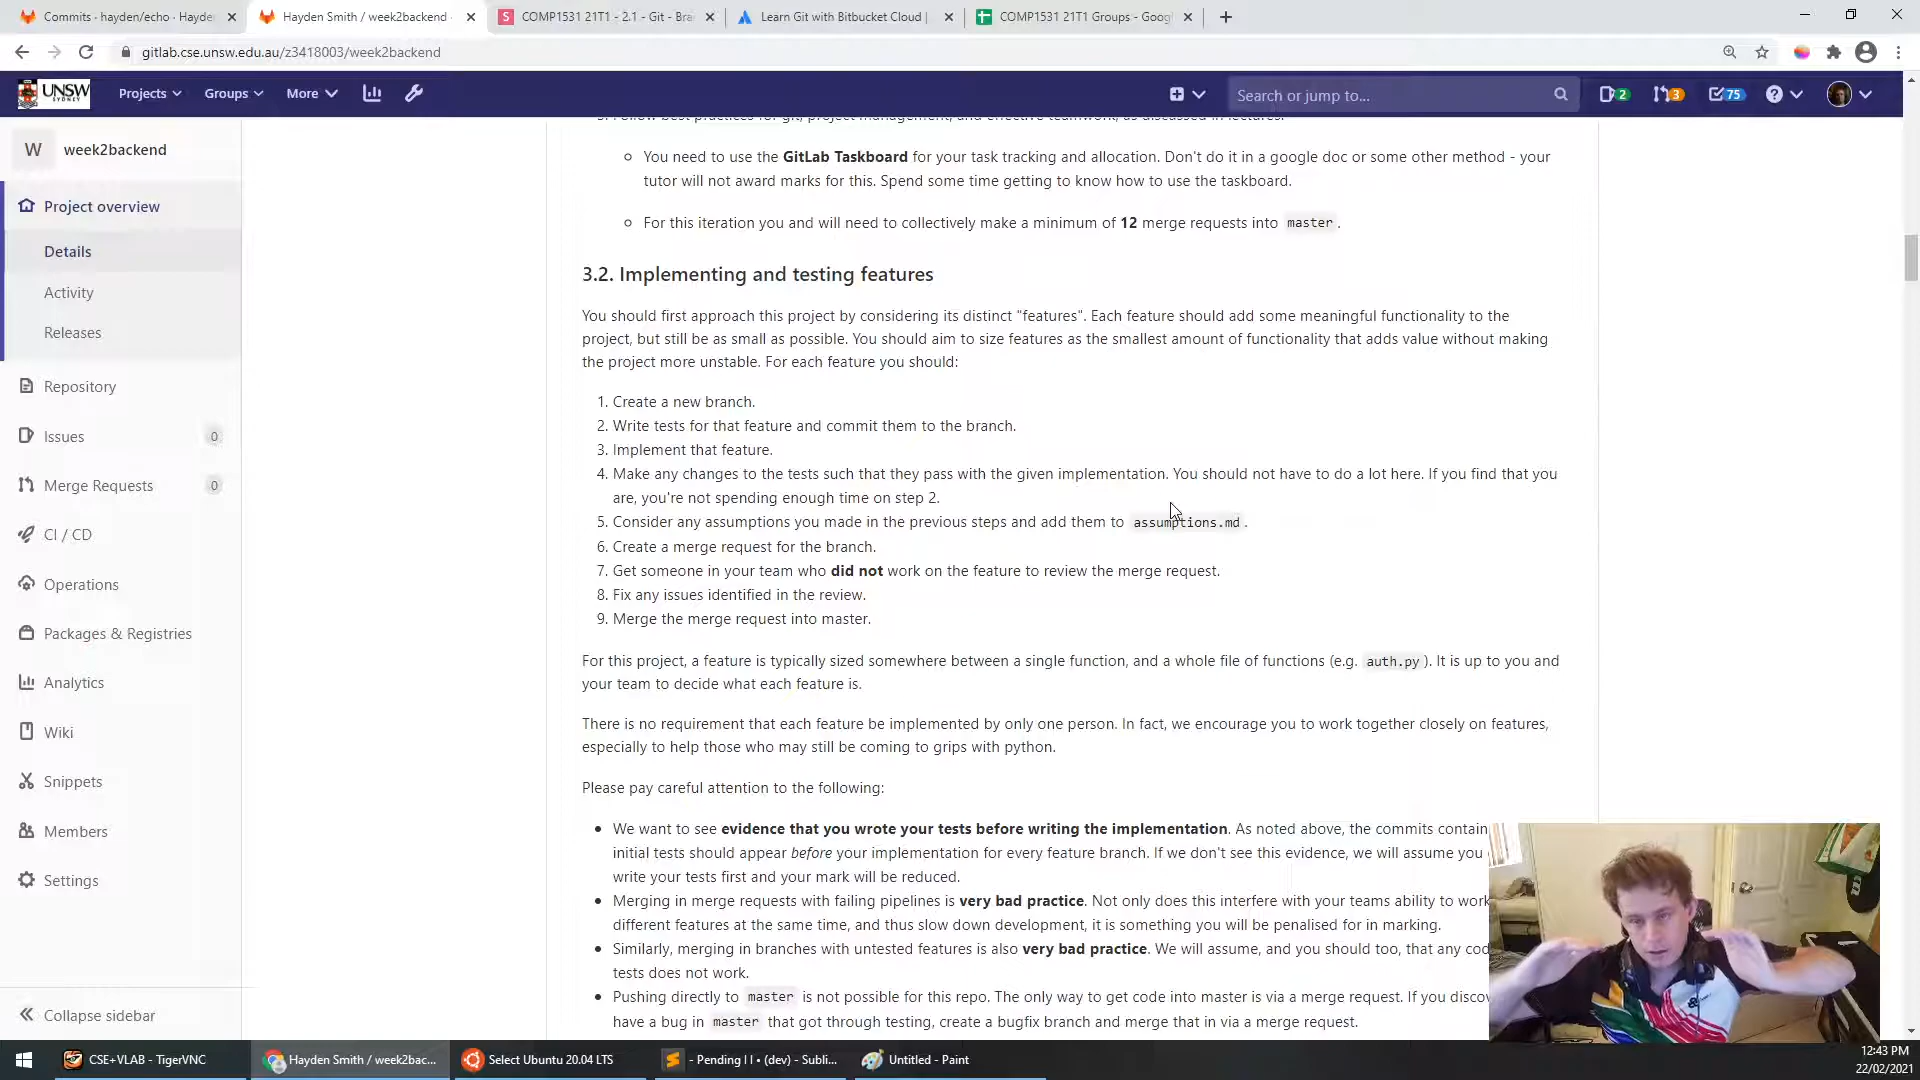 Commits - hayden/echo - Hayde
Hayden Smith / week2backend ·
COMP1531 21T1 - 2.1 - Git - Bra
Learn Git with Bitbucket Cloud |
COMP1531 21T1 Groups - Goog
gitlab.cse.unsw.edu.au/z3418003/week2backend
UNSW
SYDNEY
Projects
Groups
More
Search or jump to...
2
3
75
W
week2backend
Project overview
Details
Activity
Releases
Repository
Issues
0
Merge Requests
0
CI / CD
Operations
Packages & Registries
Analytics
Wiki
Snippets
Members
Settings
Collapse sidebar
3. Follow best practices for git, project management, and effective teamwork, as discussed in lectures.
You need to use the GitLab Taskboard for your task tracking and allocation. Don't do it in a google doc or some other method - your
tutor will not award marks for this. Spend some time getting to know how to use the taskboard.
For this iteration you and will need to collectively make a minimum of 12 merge requests into master .
3.2. Implementing and testing features
You should first approach this project by considering its distinct "features". Each feature should add some meaningful functionality to the
project, but still be as small as possible. You should aim to size features as the smallest amount of functionality that adds value without making
the project more unstable. For each feature you should:
1. Create a new branch.
2. Write tests for that feature and commit them to the branch.
3. Implement that feature.
4. Make any changes to the tests such that they pass with the given implementation. You should not have to do a lot here. If you find that you
are, you're not spending enough time on step 2.
5. Consider any assumptions you made in the previous steps and add them to assumptions.md .
6. Create a merge request for the branch.
7. Get someone in your team who did not work on the feature to review the merge request.
8. Fix any issues identified in the review.
9. Merge the merge request into master.
For this project, a feature is typically sized somewhere between a single function, and a whole file of functions (e.g. auth.py ). It is up to you and
your team to decide what each feature is.
There is no requirement that each feature be implemented by only one person. In fact, we encourage you to work together closely on features,
especially to help those who may still be coming to grips with python.
Please pay careful attention to the following:
We want to see evidence that you wrote your tests before writing the implementation. As noted above, the commits contain
initial tests should appear before your implementation for every feature branch. If we don't see this evidence, we will assume you
write your tests first and your mark will be reduced.
Merging in merge requests with failing pipelines is very bad practice. Not only does this interfere with your teams ability to work
different features at the same time, and thus slow down development, it is something you will be penalised for in marking.
Similarly, merging in branches with untested features is also very bad practice. We will assume, and you should too, that any cod
tests does not work.
Pushing directly to master is not possible for this repo. The only way to get code into master is via a merge request. If you disco
have a bug in master that got through testing, create a bugfix branch and merge that in via a merge request.
CSE+VLAB - TigerVNC
Hayden Smith / week2bac...
Select Ubuntu 20.04 LTS
- Pending I I • (dev) - Subli...
Untitled - Paint
12:43 PM
22/02/2021